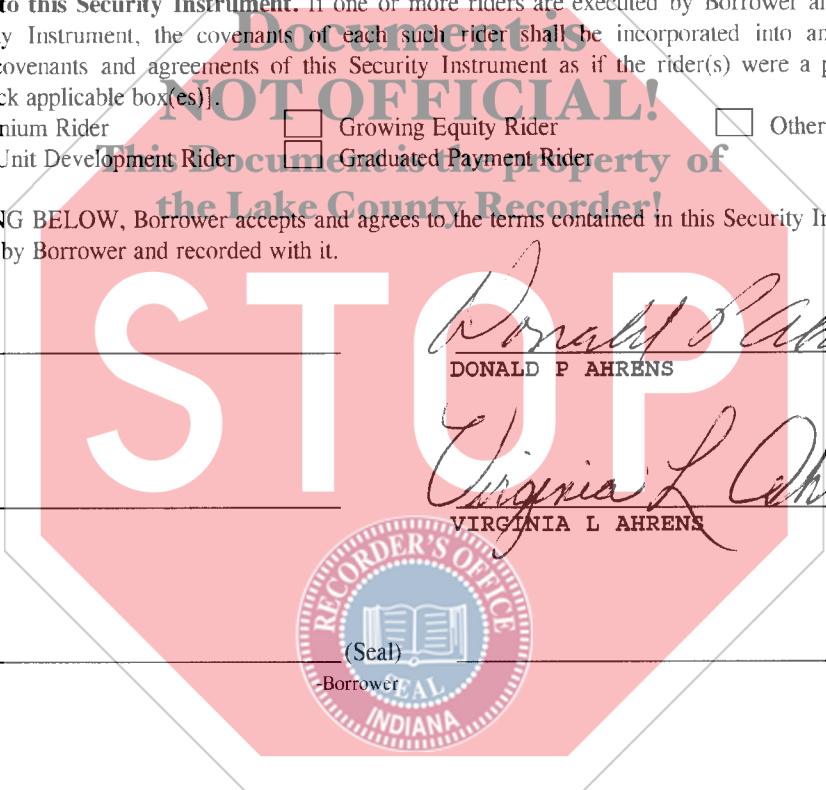 to this Security Instrument. If one or more riders are executed by Borrower a
y Instrument, the covenants of each such rider shall be incorporated into an
covenants and agreements of this Security Instrument as if the rider(s) were a p
ck applicable box(es)].
nium Rider Growing Equity Rider Other
Unit Development Rider Graduated Payment Rider
Document is
NOT OFFICIAL!
This Document is the property of
the Lake County Recorder!
NG BELOW, Borrower accepts and agrees to the terms contained in this Security In
by Borrower and recorded with it.
STOP
Donald P Ah
DONALD P AHRENS
Virginia L Ah
VIRGINIA L AHRENS
RECORDER'S OFFICE
SEAL
INDIANA
(Seal)
-Borrower